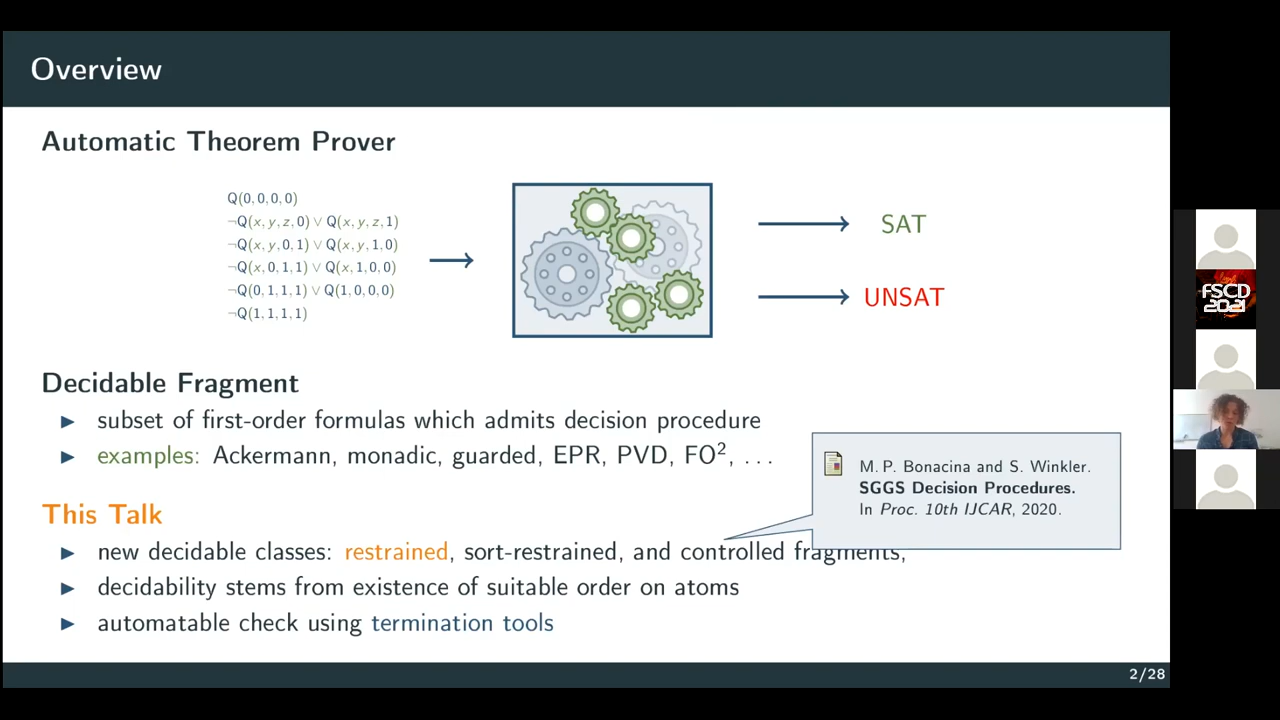 Overview
Automatic Theorem Prover
Q(0,0,0,0)
¬Q(x,y,z,0) ∨ Q(x,y,z,1)
¬Q(x,y,0,1) ∨ Q(x,y,1,0)
¬Q(x,0,1,1) ∨ Q(x,1,0,0)
¬Q(0,1,1,1) ∨ Q(1,0,0,0)
¬Q(1,1,1,1)
SAT
UNSAT
Decidable Fragment
► subset of first-order formulas which admits decision procedure
► examples: Ackermann, monadic, guarded, EPR, PVD, FO², ...
M. P. Bonacina and S. Winkler.
SGGS Decision Procedures.
In Proc. 10th IJCAR, 2020.
This Talk
► new decidable classes: restrained, sort-restrained, and controlled fragments,
► decidability stems from existence of suitable order on atoms
► automatable check using termination tools
2/28
FSCD
2021